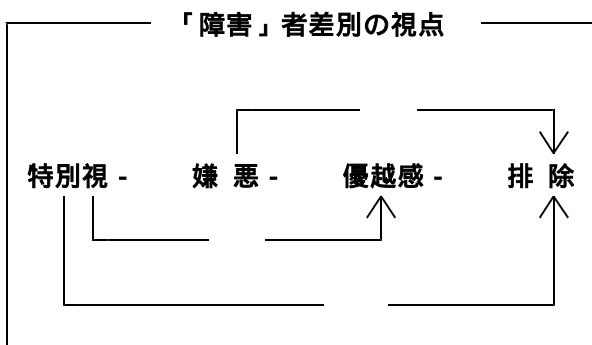 「障害」者差別の視点
特別視 - 嫌 悪 - 優越感 - 排 除